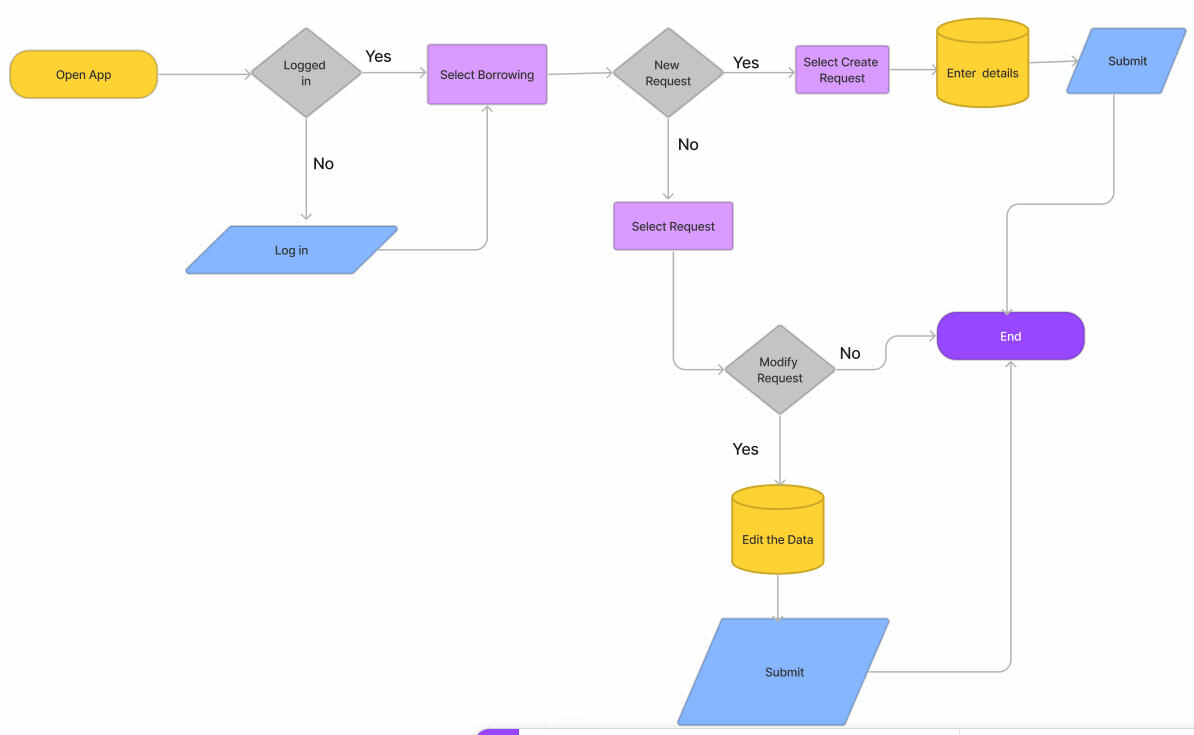 Open App
Logged
in
Yes
Select Borrowing
New
Request
Yes
Select Create
Request
Enter details
Submit
No
No
Log in
Select Request
End
Modify
Request
No
Yes
Edit the Data
Submit